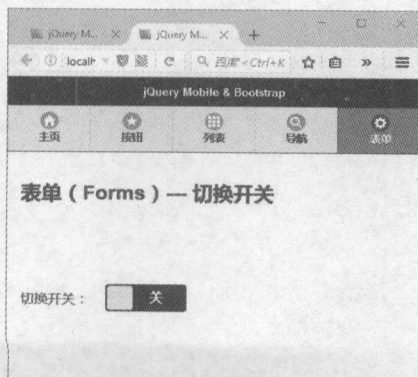 jQuery M... × jQuery M... × +
localh 百度 <Ctrl+K
jQuery Mobile & Bootstrap
主页 按钮 列表 导航 表单
表单（Forms）— 切换开关
切换开关： 关